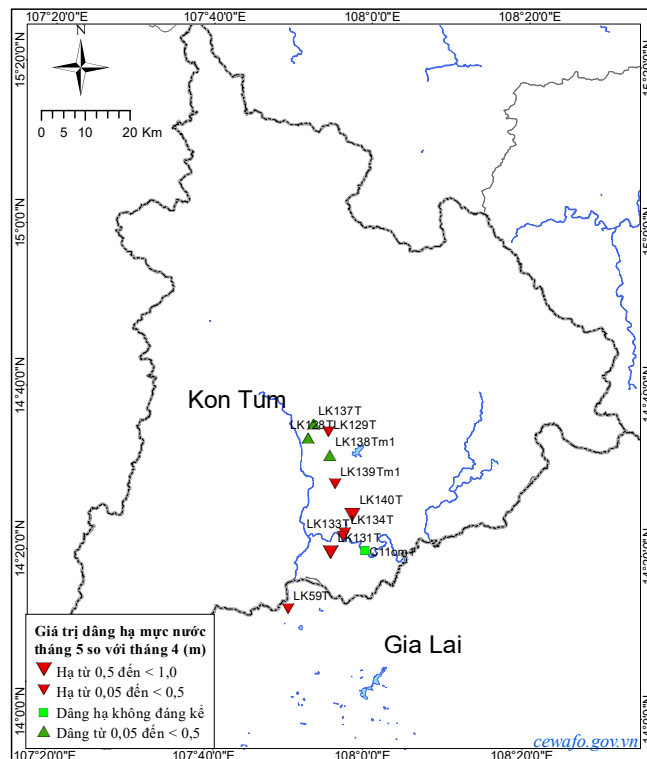 107°20'0"E
107°40'0"E
108°0'0"E
108°20'0"E
N
0 5 10 20 Km
15°20'0"N
15°20'0"N
15°0'0"N
15°0'0"N
14°40'0"N
14°40'0"N
Kon Tum
LK137T
LK128T
LK129T
LK138Tm1
LK139Tm1
LK140T
LK134T
LK133T
LK131T
C11om1
14°20'0"N
14°20'0"N
LK59T
Gia Lai
Giá trị dâng hạ mực nước
tháng 5 so với tháng 4 (m)
Hạ từ 0,5 đến < 1,0
Hạ từ 0,05 đến < 0,5
Dâng hạ không đáng kể
Dâng từ 0,05 đến < 0,5
14°0'0"N
14°0'0"N
cewafo.gov.vn
107°20'0"E
107°40'0"E
108°0'0"E
108°20'0"E